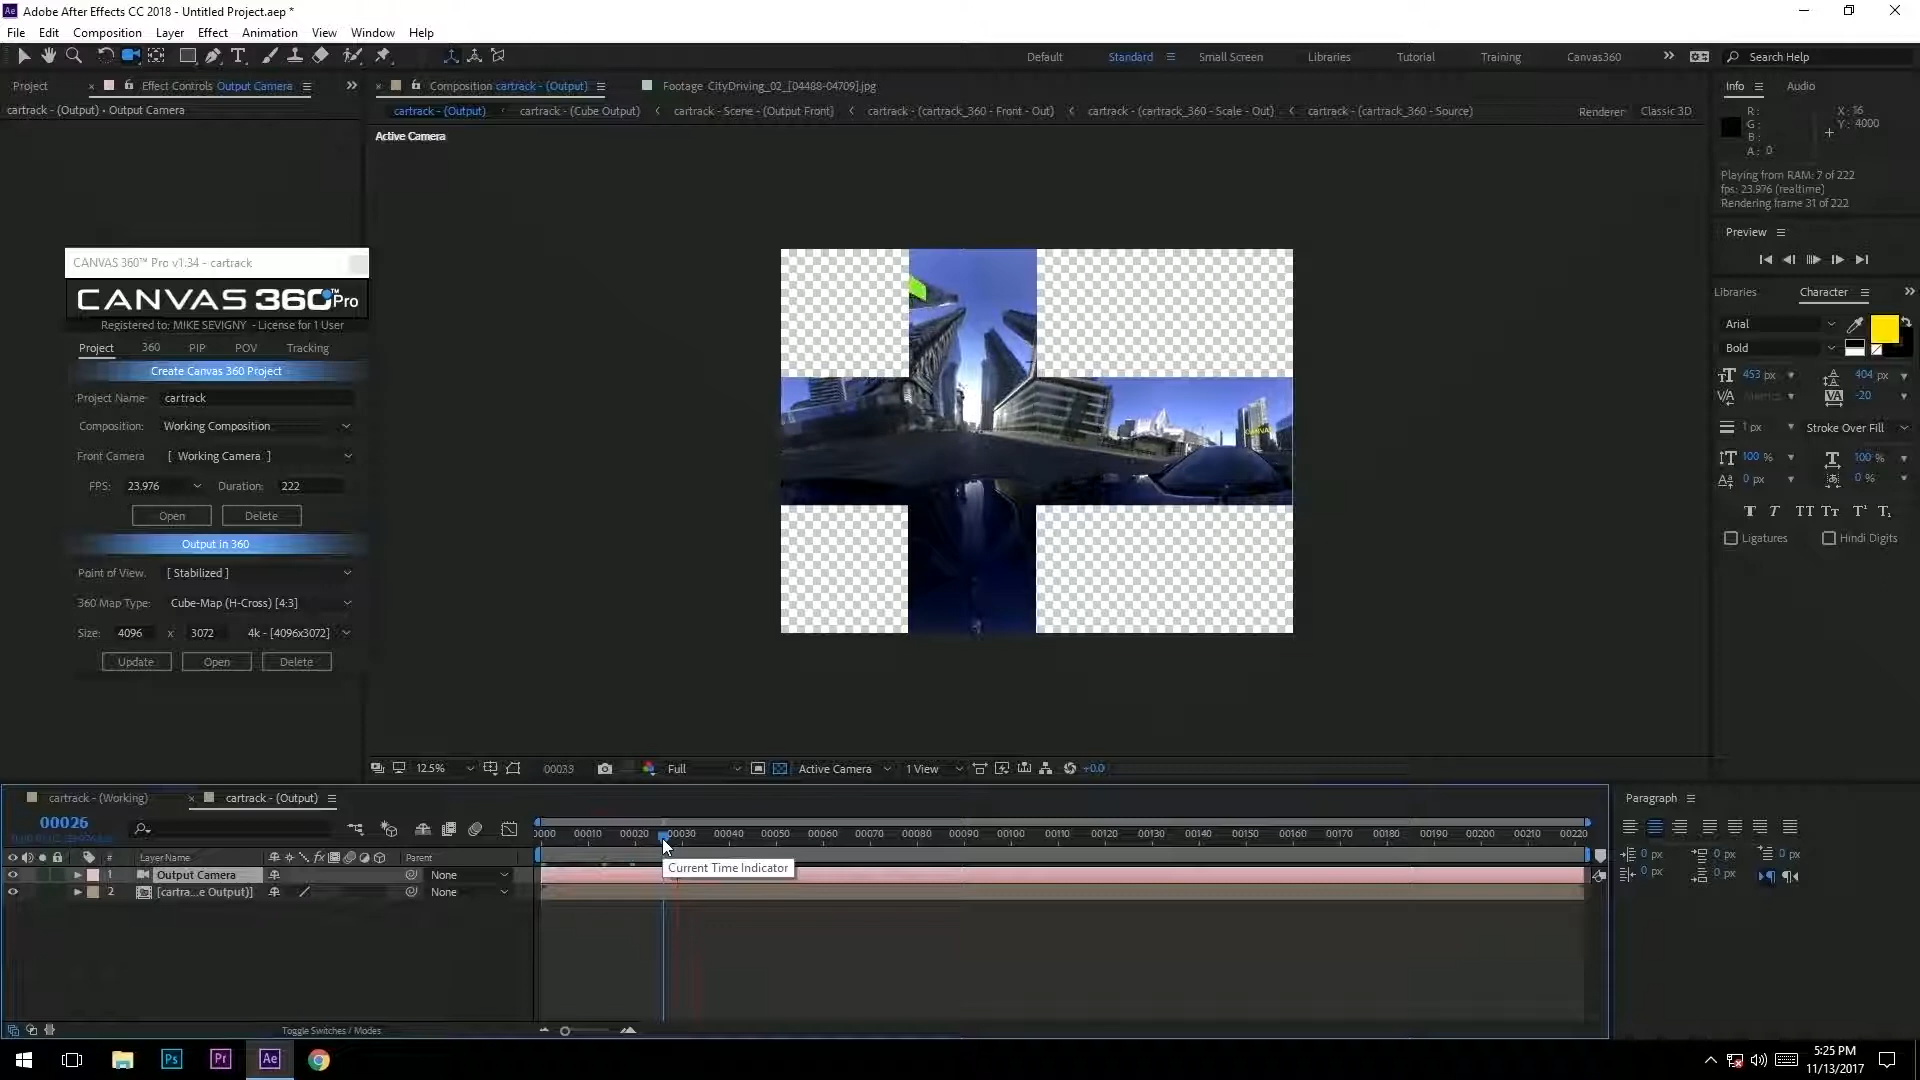 Ae Adobe After Effects CC 2018 - Untitled Project.aep *
File Edit Composition Layer Effect Animation View Window Help
T Default Standard Small Screen Libraries Tutorial Training Canvas360 Search Help
Project Effect Controls Output Camera Composition cartrack - (Output) Footage CityDriving_02_[04488-04709].jpg Info Audio
cartrack - (Output) • Output Camera cartrack - (Output) cartrack - (Cube Output) cartrack - Scene - (Output Front) cartrack - (cartrack_360 - Front - Out) cartrack - (cartrack_360 - Scale - Out) cartrack - (cartrack_360 - Source) Renderer Classic 3D
Active Camera
R: X: 16
G: Y: 4000
B:
A: 0
Playing from RAM: 7 of 222
fps: 23.976 (realtime)
Rendering frame 31 of 222
Preview
CANVAS 360™ Pro v1.34 - cartrack
CANVAS 360™ Pro
Registered to: MIKE SEVIGNY - License for 1 User
Project 360 PIP POV Tracking
Create Canvas 360 Project
Project Name: cartrack
Composition: Working Composition
Front Camera [ Working Camera ]
FPS: 23.976 Duration: 222
Open Delete
Output in 360
Point of View. [ Stabilized ]
360 Map Type: Cube-Map (H-Cross) [4:3]
Size: 4096 x 3072 4k - [4096x3072]
Update Open Delete
Libraries Character
Arial
Bold
453 px 404 px
Metrics -20
1 px Stroke Over Fill
100 % 100 %
0 px 0 %
T T TT Tt T¹ T₁
Ligatures Hindi Digits
12.5% 00033 Full Active Camera 1 View +0.0
cartrack - (Working) cartrack - (Output) Paragraph
00026
0000 00010 00020 00030 00040 00050 00060 00070 00080 00090 00100 00110 00120 00130 00140 00150 00160 00170 00180 00190 00200 00210 00220
# Layer Name fx Parent
1 Output Camera None
2 [cartra...e Output)] None
Current Time Indicator
0 px 0 px 0 px
0 px 0 px
Toggle Switches / Modes
Ps Pr Ae
5:25 PM
11/13/2017